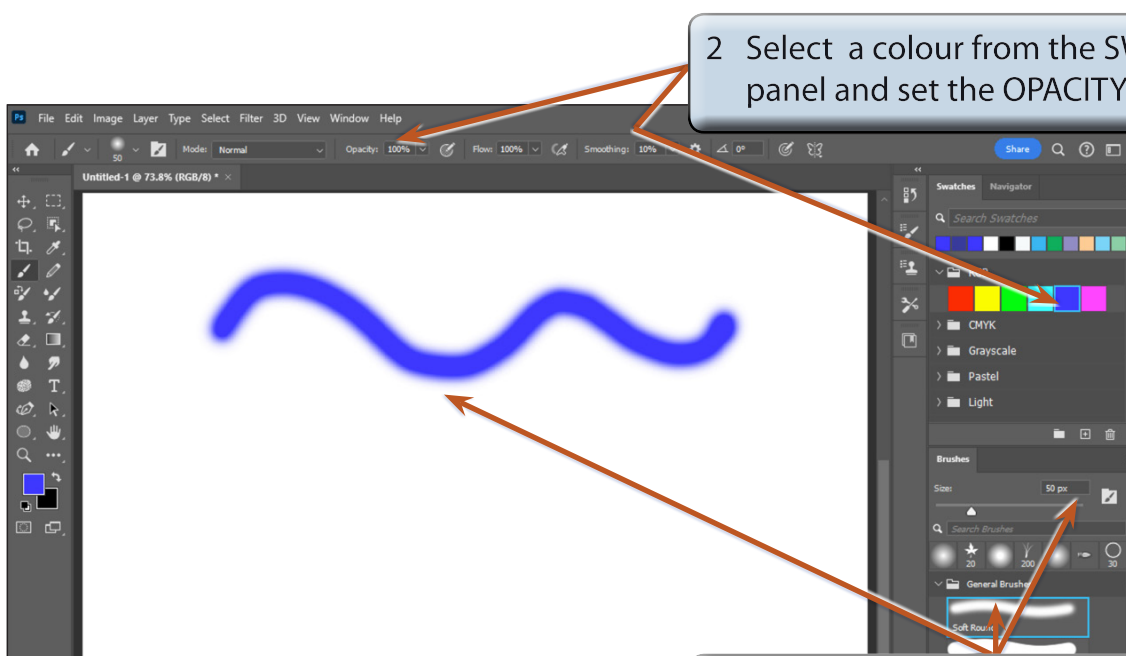 2 Select a colour from the SW
panel and set the OPACITY
Ps File Edit Image Layer Type Select Filter 3D View Window Help
50 Mode: Normal Opacity: 100% Flow: 100% Smoothing: 10% 0° Share
Untitled-1 @ 73.8% (RGB/8) * ×
Swatches Navigator
Search Swatches
RGB
CMYK
Grayscale
Pastel
Light
Brushes
Size: 50 px
Search Brushes
20 200 30
General Brushes
Soft Round